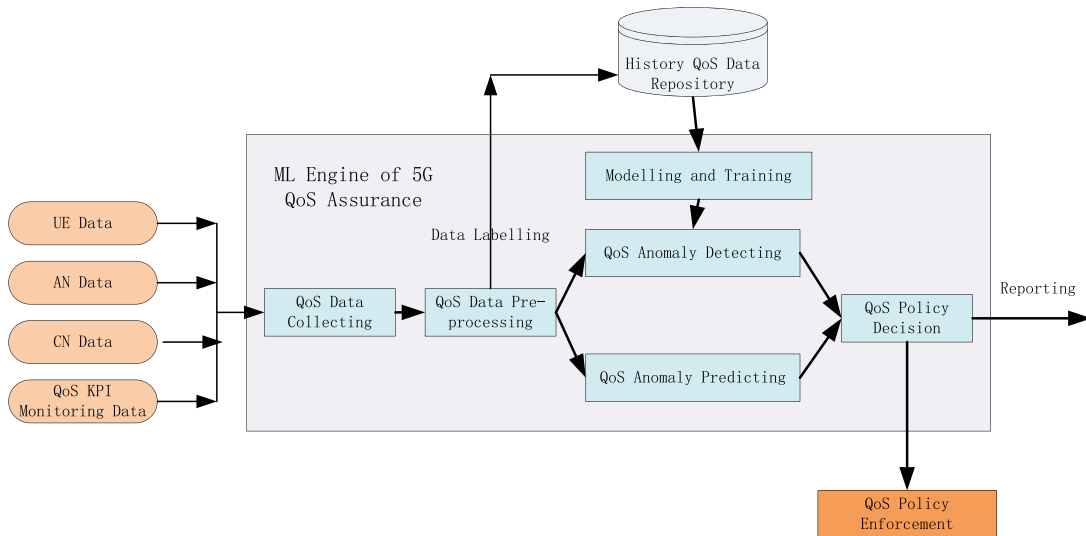 History QoS Data
Repository
ML Engine of 5G
QoS Assurance
Modelling and Training
UE Data
Data Labelling
QoS Anomaly Detecting
AN Data
QoS Data
Collecting
QoS Data Pre-
processing
QoS Policy
Decision
Reporting
CN Data
QoS Anomaly Predicting
QoS KPI
Monitoring Data
QoS Policy
Enforcement